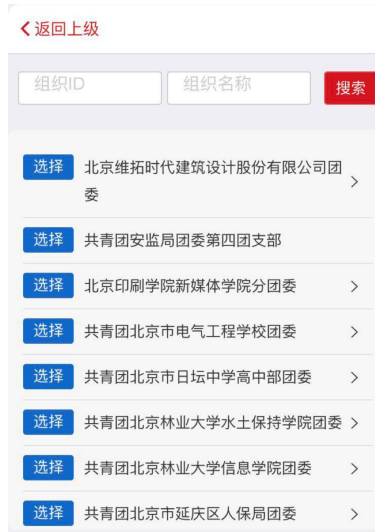 返回上级
组织ID 组织名称 搜索
选择 北京维拓时代建筑设计股份有限公司团
委
选择 共青团安监局团委第四团支部
选择 北京印刷学院新媒体学院分团委
选择 共青团北京市电气工程学校团委
选择 共青团北京市日坛中学高中部团委
选择 共青团北京林业大学水土保持学院团委
选择 共青团北京林业大学信息学院团委
选择 共青团北京市延庆区人保局团委